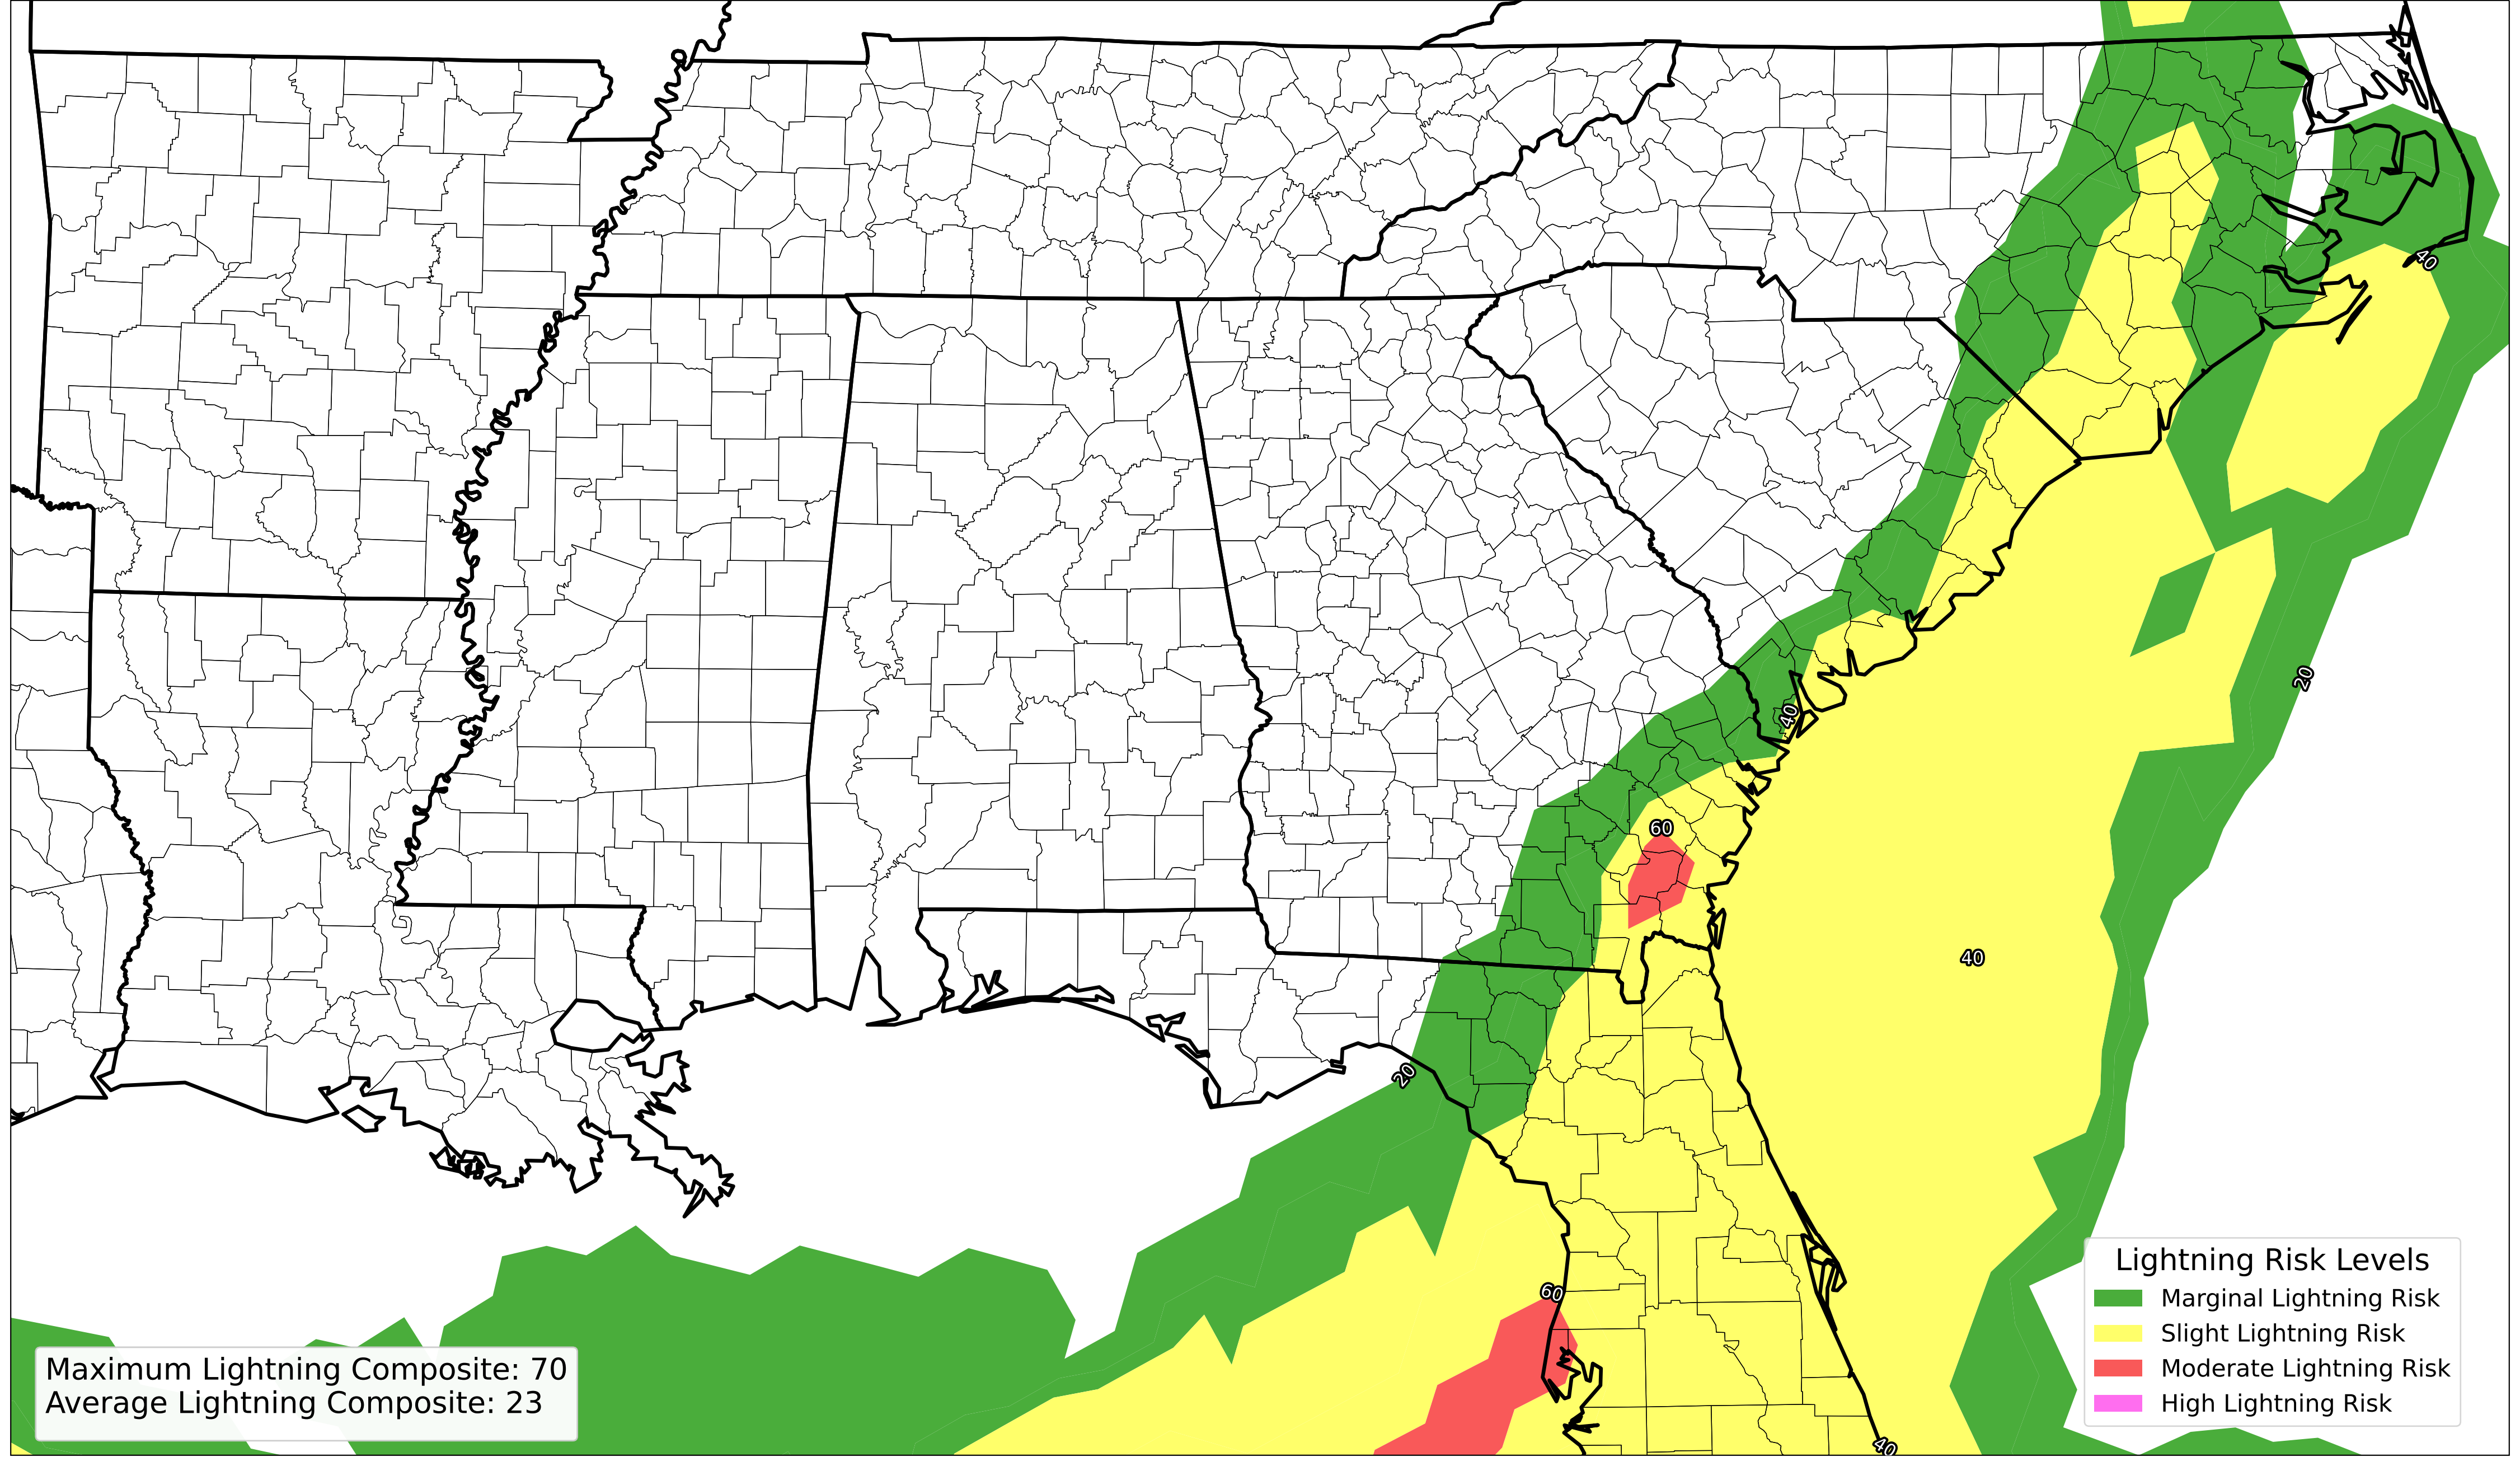 40
20
40
60
40
20
60
40
Maximum Lightning Composite: 70
Average Lightning Composite: 23
Lightning Risk Levels
Marginal Lightning Risk
Slight Lightning Risk
Moderate Lightning Risk
High Lightning Risk